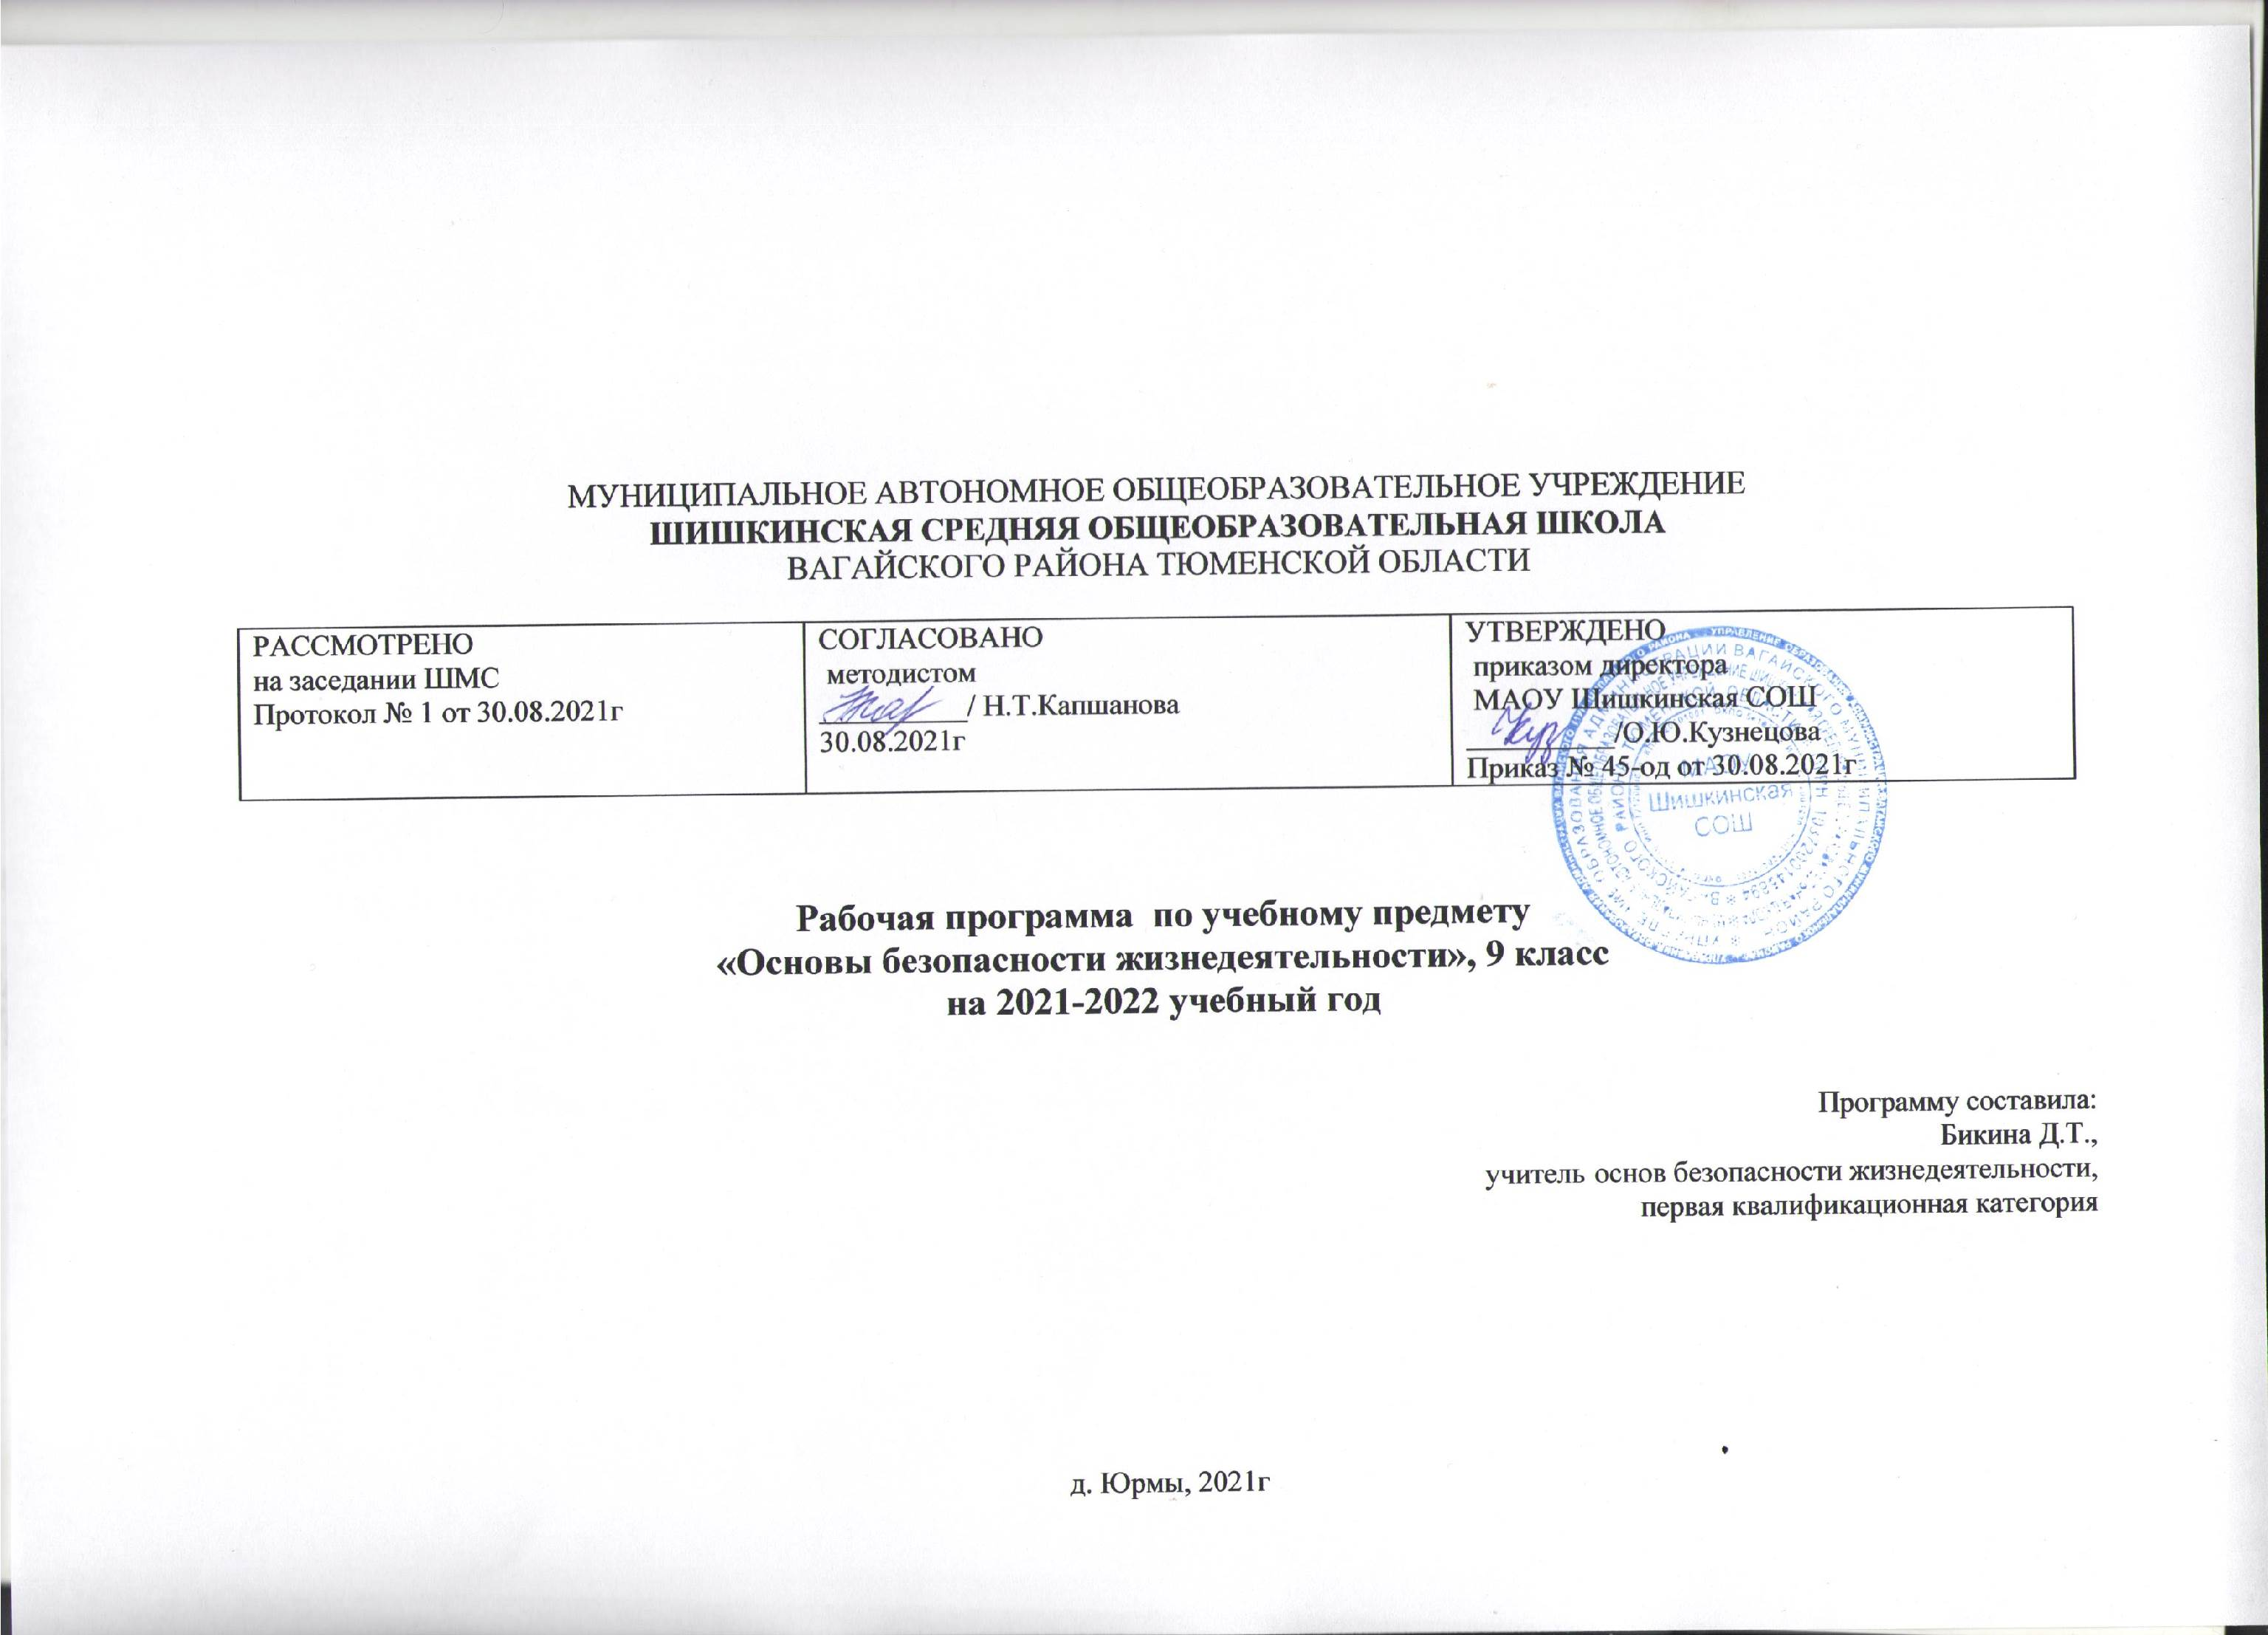 МУНИЦИПАЛЬНОЕ АВТОНОМНОЕ ОБЩЕОБРАЗОВАТЕЛЬНОЕ УЧРЕЖДЕНИЕ
ШИШКИНСКАЯ СРЕДНЯЯ ОБЩЕОБРАЗОВАТЕЛЬНАЯ ШКОЛА
ВАГАЙСКОГО РАЙОНА ТЮМЕНСКОЙ ОБЛАСТИ
РАССМОТРЕНО
на заседании ШМС
Протокол № 1 от 30.08.2021г
СОГЛАСОВАНО
методистом
/ Н.Т.Капшанова
30.08.2021г
УТВЕРЖДЕНО
приказом директора
МАОУ Шишкинская СОШ
/О.Ю.Кузнецова
Приказ № 45-од от 30.08.2021г
МАОУ
Шишкинская
СОШ
Рабочая программа по учебному предмету
«Основы безопасности жизнедеятельности», 9 класс
на 2021-2022 учебный год
Программу составила:
Бикина Д.Т.,
учитель основ безопасности жизнедеятельности,
первая квалификационная категория
д. Юрмы, 2021г